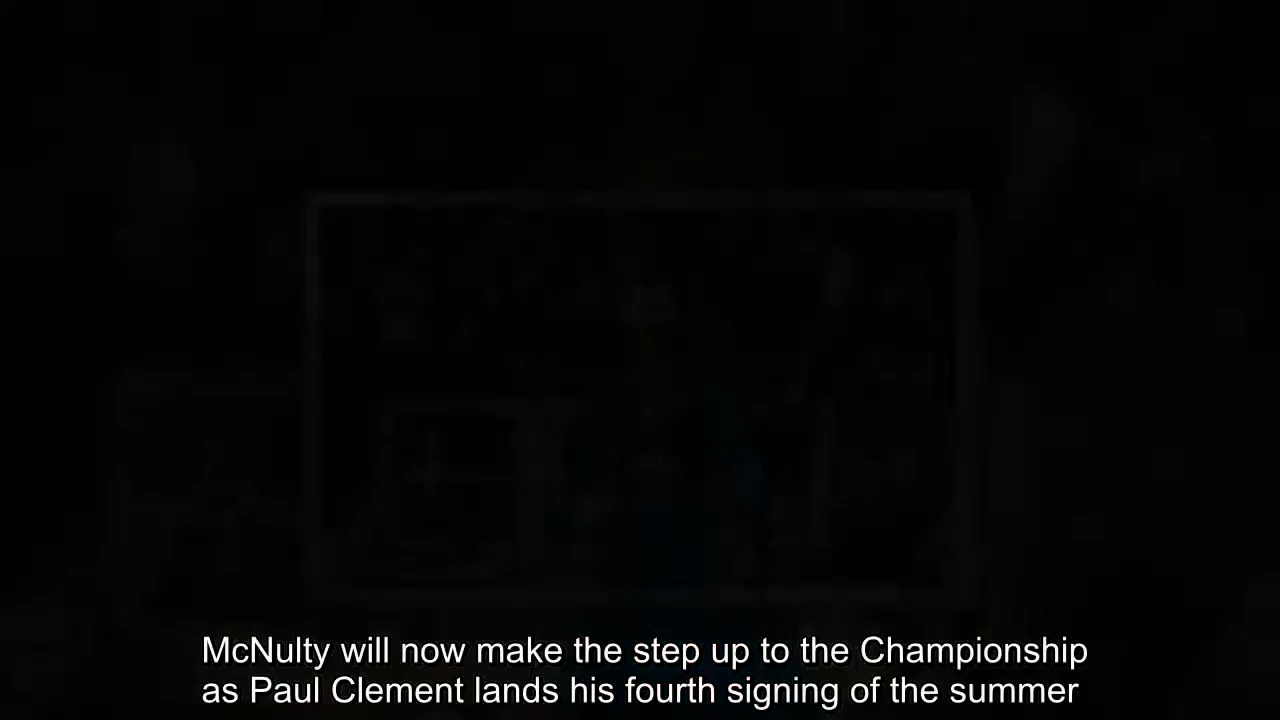 McNulty will now make the step up to the Championship
as Paul Clement lands his fourth signing of the summer